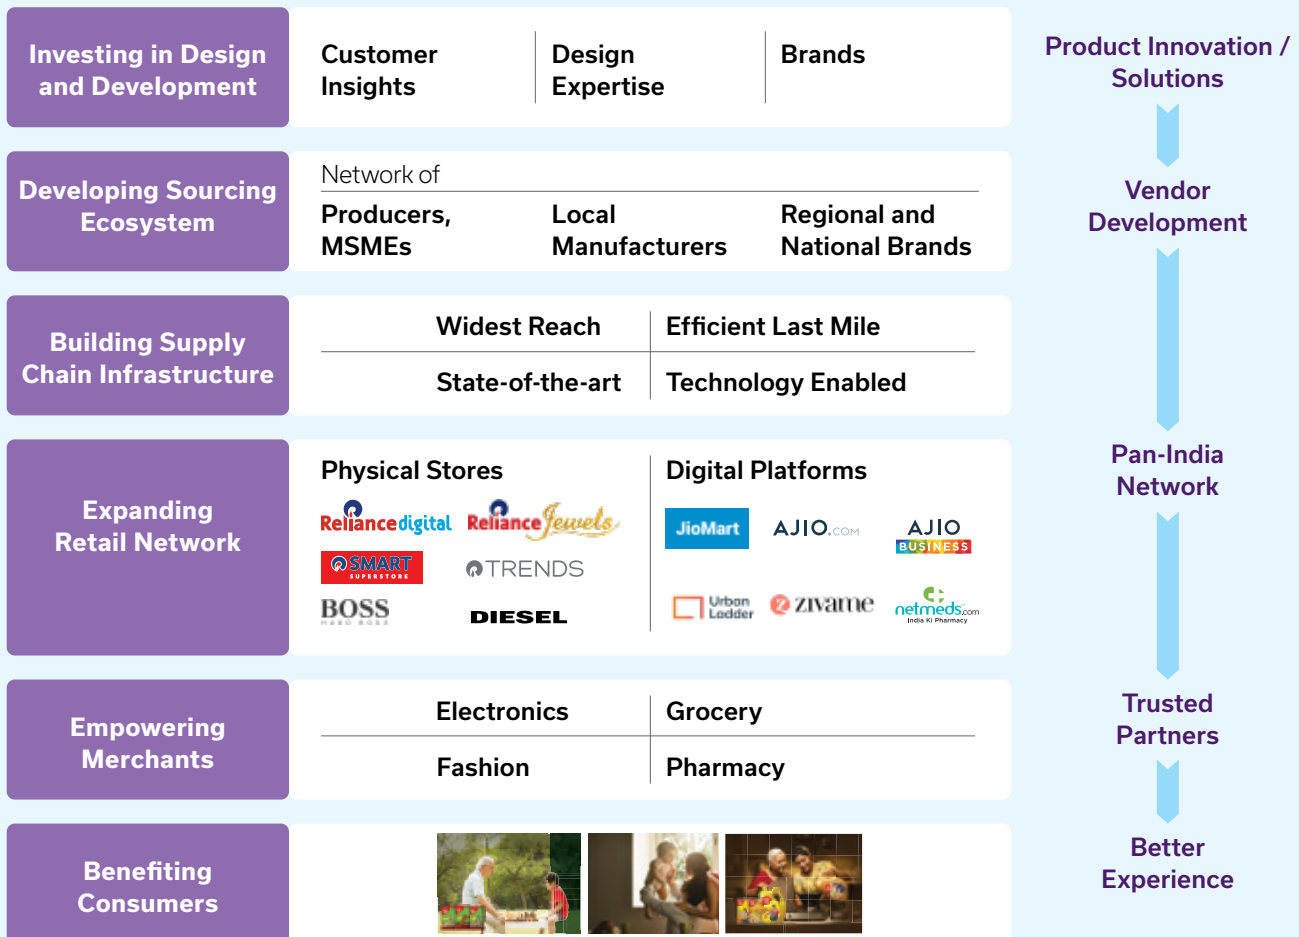 Investing in Design
and Development
Customer
Insights
Design
Expertise
Brands
Product Innovation /
Solutions
Developing Sourcing
Ecosystem
Network of
Producers,
MSMEs
Local
Manufacturers
Regional and
National Brands
Vendor
Development
Building Supply
Chain Infrastructure
Widest Reach
Efficient Last Mile
State-of-the-art
Technology Enabled
Expanding
Retail Network
Physical Stores
Reliance digital
Reliance Jewels
SMART
SUPERSTORE
TRENDS
BOSS
HUGO BOSS
DIESEL
Digital Platforms
JioMart
AJIO.COM
AJIO
BUSINESS
Urban
Ladder
zivame
netmeds.com
India Ki Pharmacy
Pan-India
Network
Empowering
Merchants
Electronics
Grocery
Fashion
Pharmacy
Trusted
Partners
Benefiting
Consumers
Better
Experience